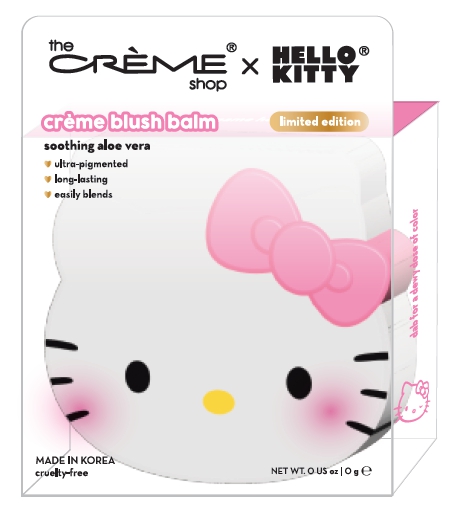 the
CRÈME®
shop
x
HELLO®
KITTY
crème blush balm
limited edition
soothing aloe vera
ultra-pigmented
long-lasting
easily blends
dab for a dewy dose of color
MADE IN KOREA
cruelty-free
NET WT. 0 US oz | 0 g ℮